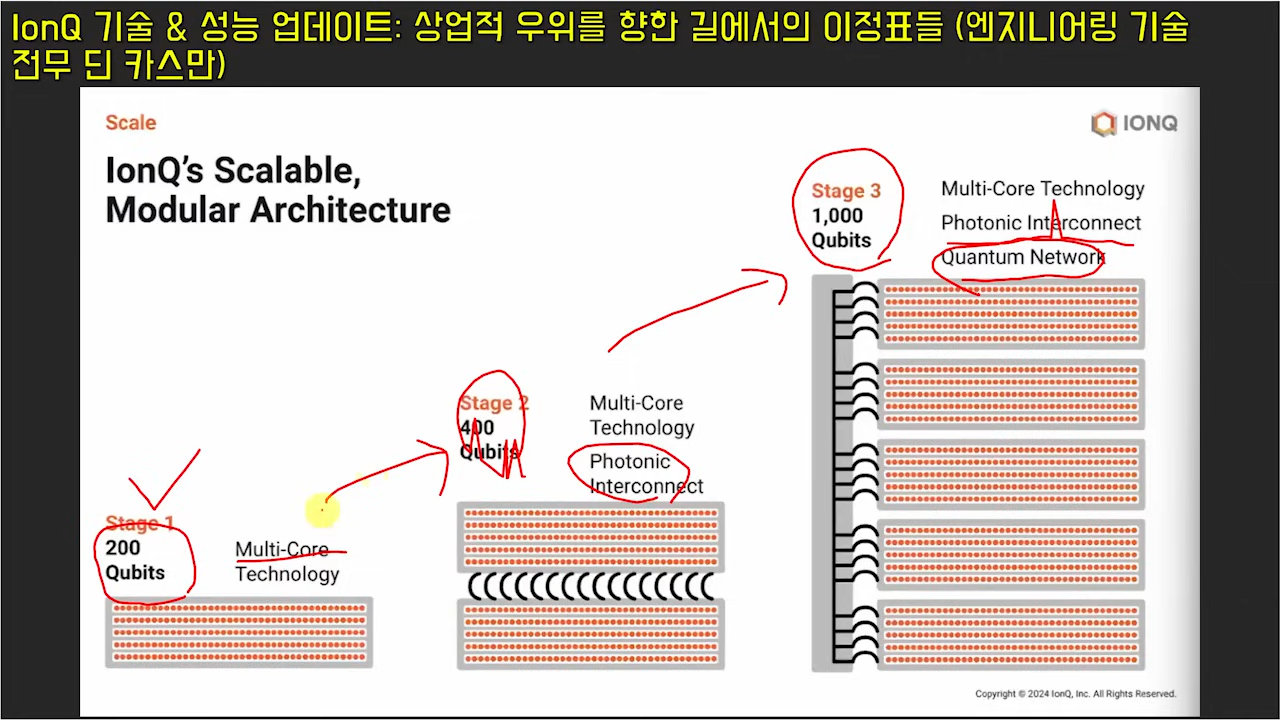 IonQ 기술 & 성능 업데이트: 상업적 우위를 향한 길에서의 이정표들 (엔지니어링 기술
전무 딘 카스만)
Scale
IONQ
IonQ's Scalable,
Modular Architecture
Stage 3
1,000
Qubits
Multi-Core Technology
Photonic Interconnect
Quantum Network
Stage 2
400
Qubits
Multi-Core
Technology
Photonic
Interconnect
Stage 1
200
Qubits
Multi-Core
Technology
Copyright © 2024 IonQ, Inc. All Rights Reserved.